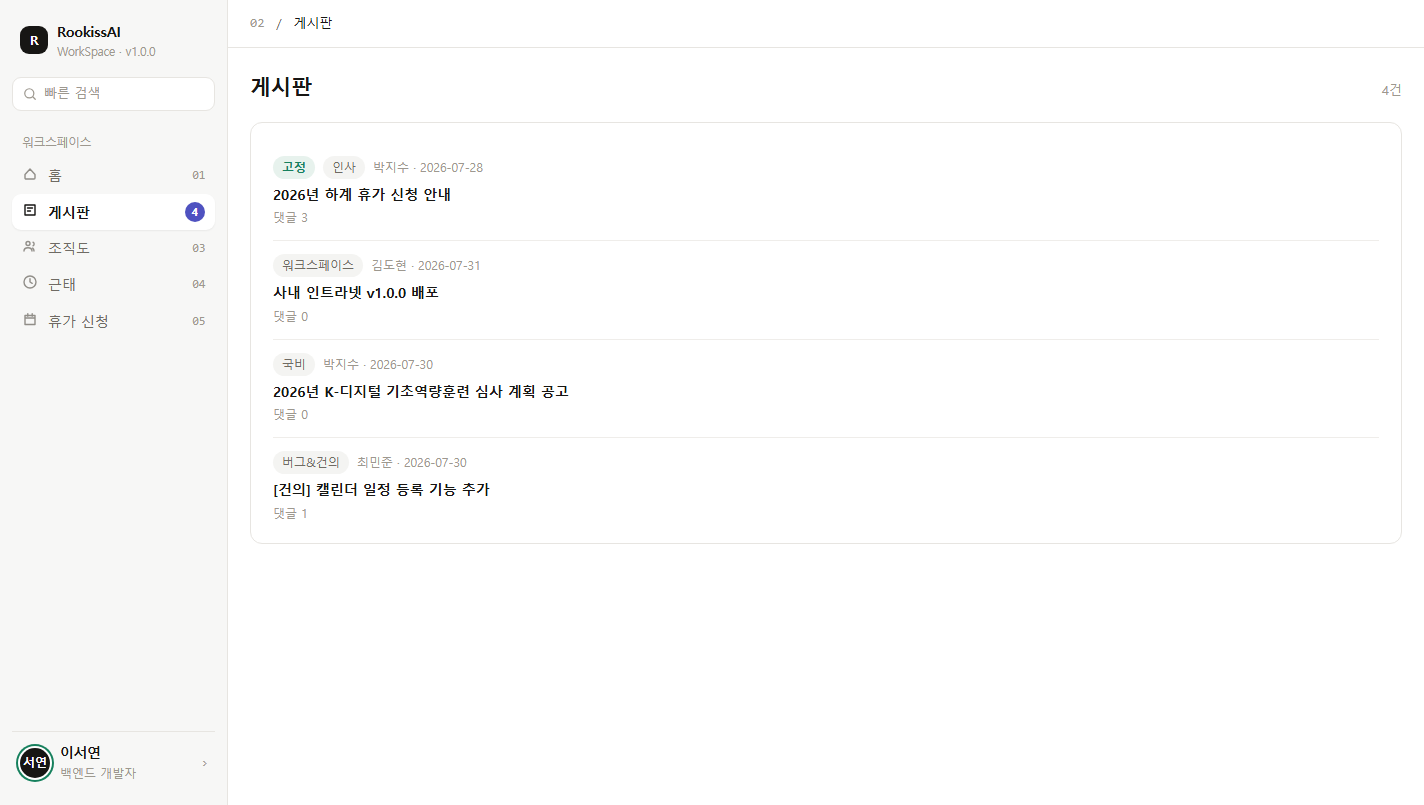 R
RookissAI
WorkSpace · v1.0.0
빠른 검색
워크스페이스
홈 01
게시판 4
조직도 03
근태 04
휴가 신청 05
서연
이서연
백엔드 개발자
›
02 / 게시판
게시판
4건
고정 인사 박지수 · 2026-07-28
2026년 하계 휴가 신청 안내
댓글 3
워크스페이스 김도현 · 2026-07-31
사내 인트라넷 v1.0.0 배포
댓글 0
국비 박지수 · 2026-07-30
2026년 K-디지털 기초역량훈련 심사 계획 공고
댓글 0
버그&건의 최민준 · 2026-07-30
[건의] 캘린더 일정 등록 기능 추가
댓글 1